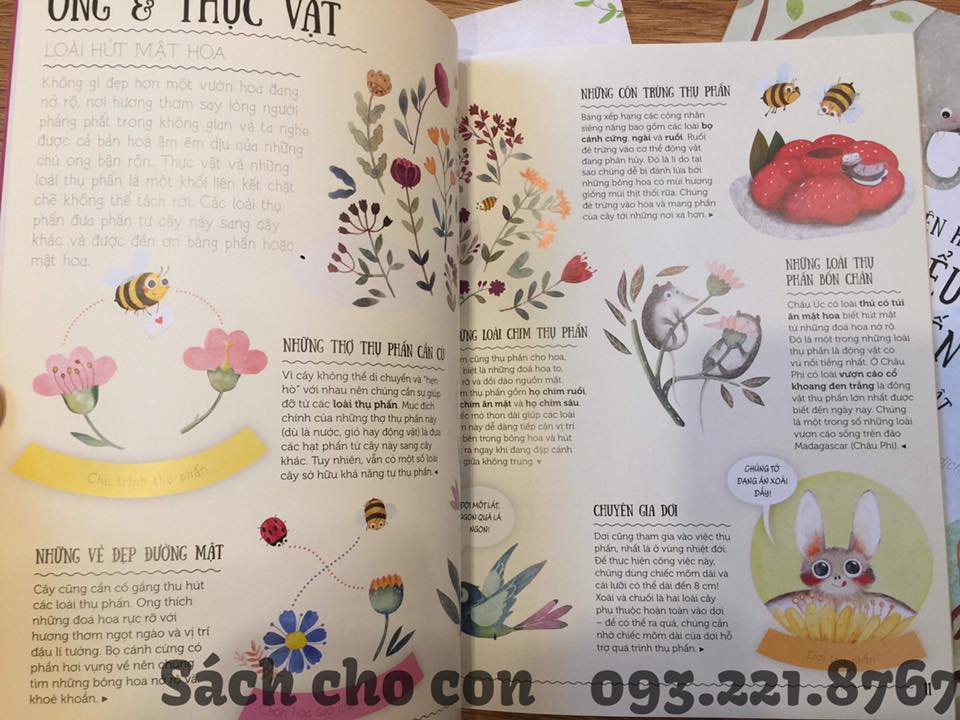 ONG & THỰC VẬT
LOÀI HÚT MẬT HOA
Không gì đẹp hơn một vườn hoa đang
nở rộ, nơi hương thơm say lòng người
phảng phất trong không gian và ta nghe
được cả bản hoà âm êm dịu của những
chú ong bận rộn. Thực vật và những
loài thụ phấn là một khối liên kết chặt
chẽ không thể tách rời. Các loài thụ
phấn đưa phấn từ cây này sang cây
khác và được đền ơn bằng phấn hoặc
mật hoa.
NHỮNG THỢ THỤ PHẤN CẦN CÙ
Vì cây không thể di chuyển và "hẹn
hò" với nhau nên chúng cần sự giúp
đỡ từ các loài thụ phấn. Mục đích
chính của những thợ thụ phấn này
(dù là nước, gió hay động vật) là đưa
các hạt phấn từ cây này sang cây
khác. Tuy nhiên, vẫn có một số loài
cây sở hữu khả năng tự thụ phấn.
Chu trình thụ phấn
NHỮNG VẺ ĐẸP ĐƯỜNG MẬT
Cây cũng cần cố gắng thu hút
các loài thụ phấn. Ong thích
những đoá hoa rực rỡ với
hương thơm ngọt ngào và vị trí
đậu lí tưởng. Bọ cánh cứng có
phần hơi vụng về nên chúng
tìm những bông hoa nở rộ và
khoẻ khoắn.
NHỮNG CÔN TRÙNG THỤ PHẤN
Bảng xếp hạng các công nhân
siêng năng bao gồm các loài bọ
cánh cứng, ngài và ruồi. Ruồi
đẻ trứng vào cơ thể động vật
đang phân hủy. Đó là lí do tại
sao chúng dễ bị đánh lừa bởi
những bông hoa có mùi hương
giống mùi thịt thối rữa. Chúng
đẻ trứng vào hoa và mang phấn
của cây tới những nơi xa hơn.
LOÀI CHIM THỤ PHẤN
cũng thụ phấn cho hoa,
biệt là những đoá hoa to,
rỡ và dồi dào nguồn mật.
thụ phấn gồm họ chim ruồi,
chim ăn mật và họ chim sâu.
mỏ thon dài giúp các loài
này dễ dàng tiếp cận vị trí
bên trong bông hoa và hút
ra ngay khi đang đập cánh
giữa không trung
ĐỢI MỘT LÁT,
NGON QUÁ LÀ
NGON!
NHỮNG LOÀI THỤ
PHẤN BỐN CHÂN
Châu Úc có loài thú có túi
ăn mật hoa biết hút mật
từ những đoá hoa nở rộ.
Đó là một trong những loài
thụ phấn là động vật có
vú nổi tiếng nhất. Ở Châu
Phi có loài vượn cáo cổ
khoang đen trắng là động
vật thụ phấn lớn nhất được
biết đến ngày nay. Chúng
là một trong số những loài
vượn cáo sống trên đảo
Madagascar (Châu Phi).
CHUYÊN GIA DƠI
Dơi cũng tham gia vào việc thụ
phấn, nhất là ở vùng nhiệt đới.
Để thực hiện công việc này,
chúng dùng chiếc mõm dài và
cái lưỡi có thể dài đến 8 cm!
Xoài và chuối là hai loài cây
phụ thuộc hoàn toàn vào dơi
– để có thể ra quả, chúng cần
nhờ chiếc mõm dài của dơi hỗ
trợ quá trình thụ phấn.
CHÚNG TỚ
ĐANG ĂN XOÀI
ĐẤY!
11
Sách cho con 093.221.8767